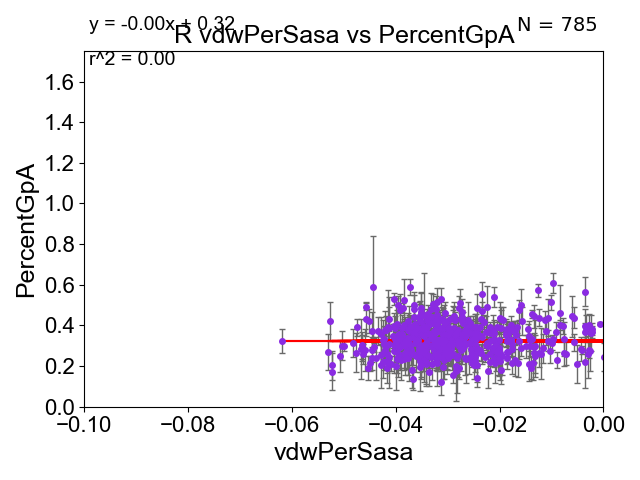 y = -0.00x + 0.32
N = 785
R vdwPerSasa vs PercentGpA
r^2 = 0.00
PercentGpA
1.6
1.4
1.2
1.0
0.8
0.6
0.4
0.2
0.0
−0.10
−0.08
−0.06
−0.04
−0.02
0.00
vdwPerSasa